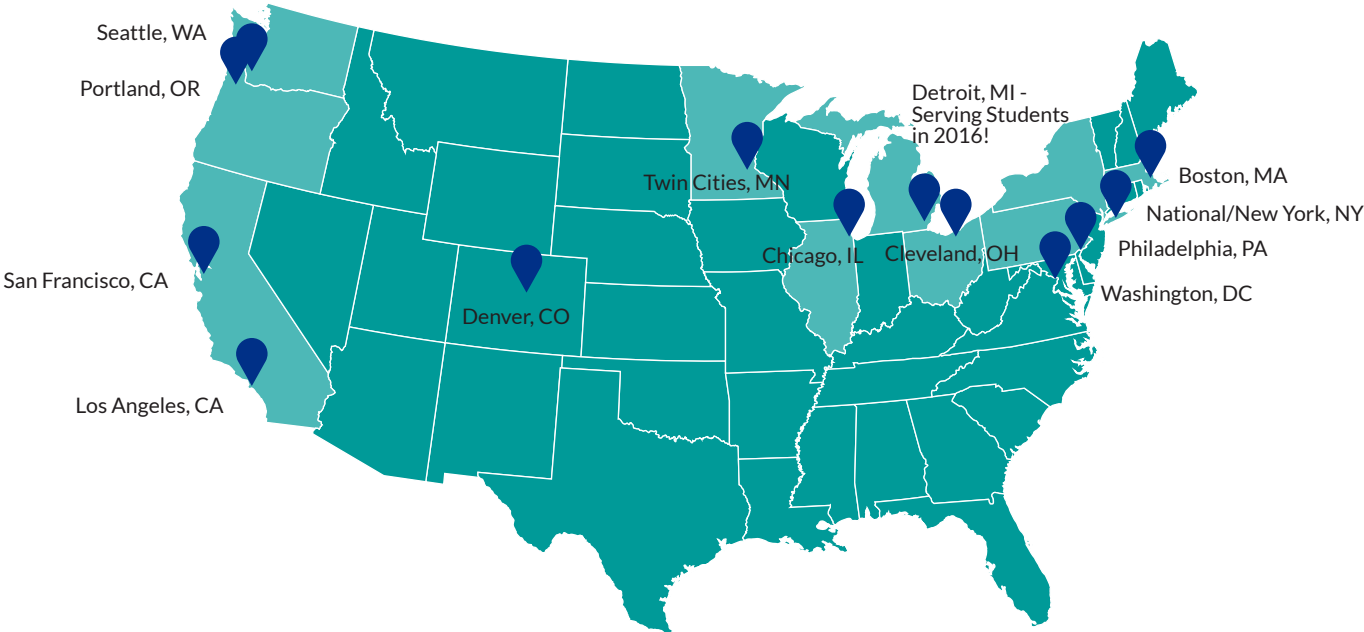 Seattle, WA
Portland, OR
Detroit, MI -
Serving Students
in 2016!
Twin Cities, MN
Boston, MA
National/New York, NY
Chicago, IL
Cleveland, OH
Philadelphia, PA
San Francisco, CA
Washington, DC
Denver, CO
Los Angeles, CA